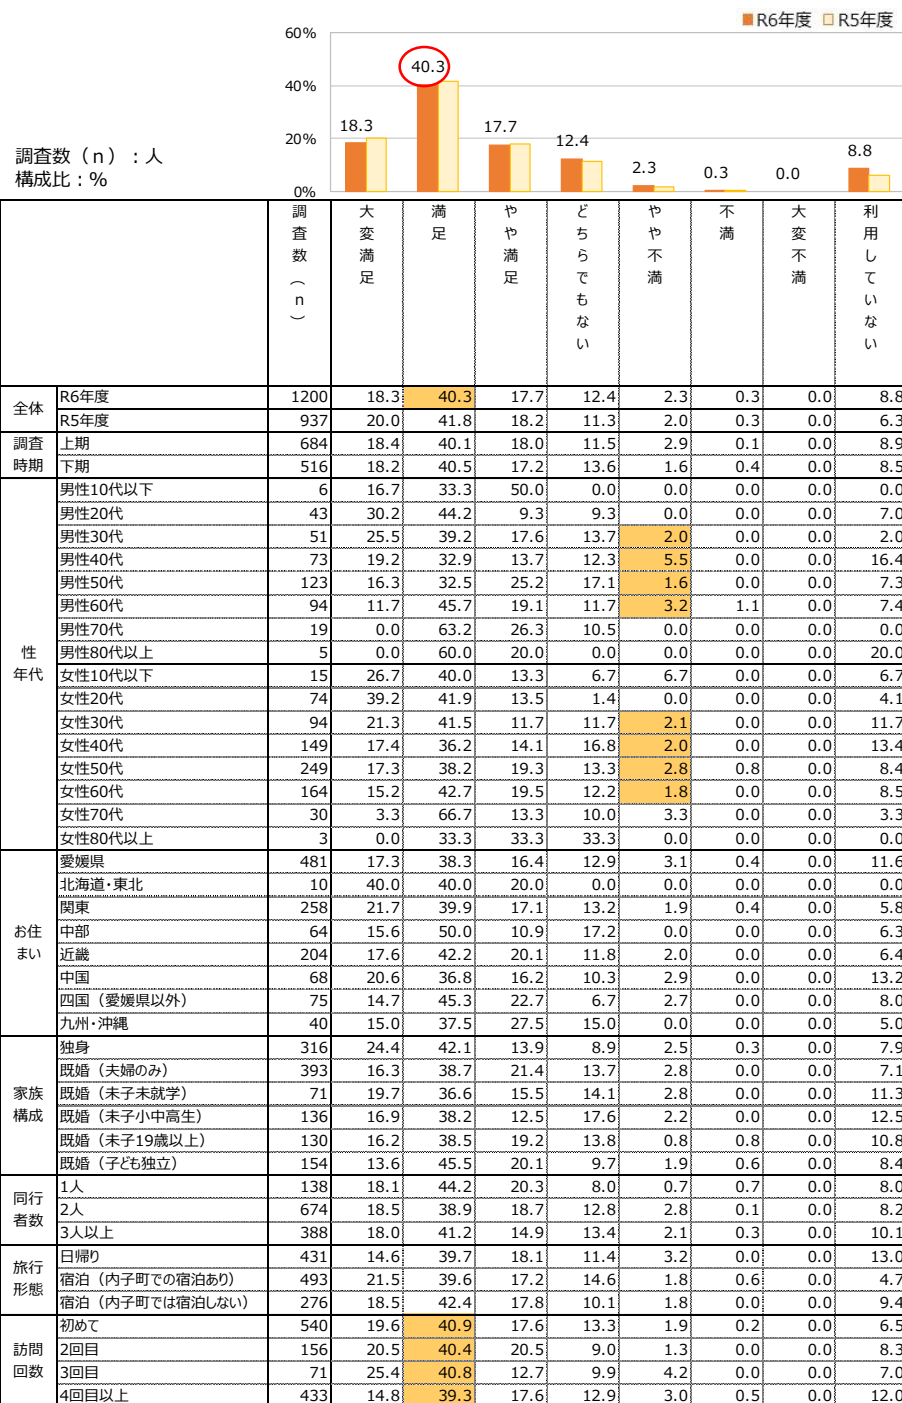 R6年度 R5年度
60%
40%
20%
0%
40.3
18.3
17.7
12.4
2.3
0.3
0.0
8.8
調査数（n）：人
構成比：%
調査数（n） 大変満足 満足 やや満足 どちらでもない やや不満 不満 大変不満 利用していない
全体
R6年度 1200 18.3 40.3 17.7 12.4 2.3 0.3 0.0 8.8
R5年度 937 20.0 41.8 18.2 11.3 2.0 0.3 0.0 6.3
調査時期
上期 684 18.4 40.1 18.0 11.5 2.9 0.1 0.0 8.9
下期 516 18.2 40.5 17.2 13.6 1.6 0.4 0.0 8.5
性年代
男性10代以下 6 16.7 33.3 50.0 0.0 0.0 0.0 0.0 0.0
男性20代 43 30.2 44.2 9.3 9.3 0.0 0.0 0.0 7.0
男性30代 51 25.5 39.2 17.6 13.7 2.0 0.0 0.0 2.0
男性40代 73 19.2 32.9 13.7 12.3 5.5 0.0 0.0 16.4
男性50代 123 16.3 32.5 25.2 17.1 1.6 0.0 0.0 7.3
男性60代 94 11.7 45.7 19.1 11.7 3.2 1.1 0.0 7.4
男性70代 19 0.0 63.2 26.3 10.5 0.0 0.0 0.0 0.0
男性80代以上 5 0.0 60.0 20.0 0.0 0.0 0.0 0.0 20.0
女性10代以下 15 26.7 40.0 13.3 6.7 6.7 0.0 0.0 6.7
女性20代 74 39.2 41.9 13.5 1.4 0.0 0.0 0.0 4.1
女性30代 94 21.3 41.5 11.7 11.7 2.1 0.0 0.0 11.7
女性40代 149 17.4 36.2 14.1 16.8 2.0 0.0 0.0 13.4
女性50代 249 17.3 38.2 19.3 13.3 2.8 0.8 0.0 8.4
女性60代 164 15.2 42.7 19.5 12.2 1.8 0.0 0.0 8.5
女性70代 30 3.3 66.7 13.3 10.0 3.3 0.0 0.0 3.3
女性80代以上 3 0.0 33.3 33.3 33.3 0.0 0.0 0.0 0.0
お住まい
愛媛県 481 17.3 38.3 16.4 12.9 3.1 0.4 0.0 11.6
北海道・東北 10 40.0 40.0 20.0 0.0 0.0 0.0 0.0 0.0
関東 258 21.7 39.9 17.1 13.2 1.9 0.4 0.0 5.8
中部 64 15.6 50.0 10.9 17.2 0.0 0.0 0.0 6.3
近畿 204 17.6 42.2 20.1 11.8 2.0 0.0 0.0 6.4
中国 68 20.6 36.8 16.2 10.3 2.9 0.0 0.0 13.2
四国（愛媛県以外） 75 14.7 45.3 22.7 6.7 2.7 0.0 0.0 8.0
九州・沖縄 40 15.0 37.5 27.5 15.0 0.0 0.0 0.0 5.0
家族構成
独身 316 24.4 42.1 13.9 8.9 2.5 0.3 0.0 7.9
既婚（夫婦のみ） 393 16.3 38.7 21.4 13.7 2.8 0.0 0.0 7.1
既婚（末子未就学） 71 19.7 36.6 15.5 14.1 2.8 0.0 0.0 11.3
既婚（末子小中高生） 136 16.9 38.2 12.5 17.6 2.2 0.0 0.0 12.5
既婚（末子19歳以上） 130 16.2 38.5 19.2 13.8 0.8 0.8 0.0 10.8
既婚（子ども独立） 154 13.6 45.5 20.1 9.7 1.9 0.6 0.0 8.4
同行者数
1人 138 18.1 44.2 20.3 8.0 0.7 0.7 0.0 8.0
2人 674 18.5 38.9 18.7 12.8 2.8 0.1 0.0 8.2
3人以上 388 18.0 41.2 14.9 13.4 2.1 0.3 0.0 10.1
旅行形態
日帰り 431 14.6 39.7 18.1 11.4 3.2 0.0 0.0 13.0
宿泊（内子町での宿泊あり） 493 21.5 39.6 17.2 14.6 1.8 0.6 0.0 4.7
宿泊（内子町では宿泊しない） 276 18.5 42.4 17.8 10.1 1.8 0.0 0.0 9.4
訪問回数
初めて 540 19.6 40.9 17.6 13.3 1.9 0.2 0.0 6.5
2回目 156 20.5 40.4 20.5 9.0 1.3 0.0 0.0 8.3
3回目 71 25.4 40.8 12.7 9.9 4.2 0.0 0.0 7.0
4回目以上 433 14.8 39.3 17.6 12.9 3.0 0.5 0.0 12.0